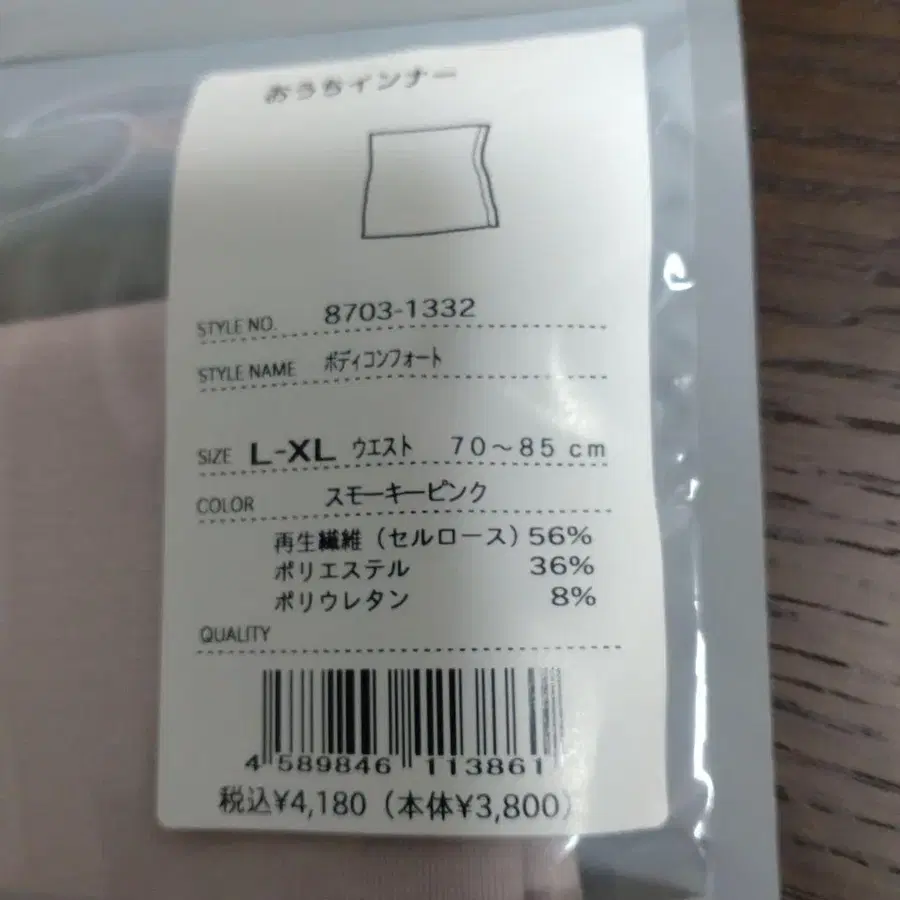 おうちインナー
STYLE NO. 8703-1332
STYLE NAME ボディコンフォート
SIZE L-XL ウエスト 70～85 cm
COLOR スモーキーピンク
再生繊維（セルロース）56%
ポリエステル 36%
ポリウレタン 8%
QUALITY
4 589846 113861
税込¥4,180（本体¥3,800）